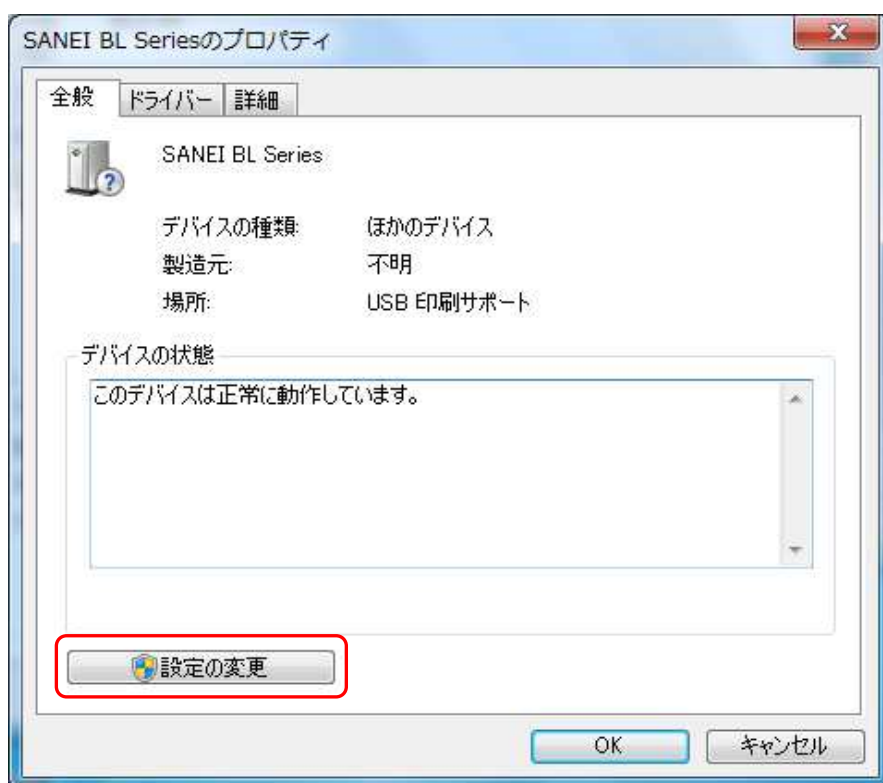 SANEI BL Seriesのプロパティ
全般 ドライバー 詳細
SANEI BL Series
デバイスの種類: ほかのデバイス
製造元: 不明
場所: USB 印刷サポート
デバイスの状態
このデバイスは正常に動作しています。
設定の変更
OK キャンセル